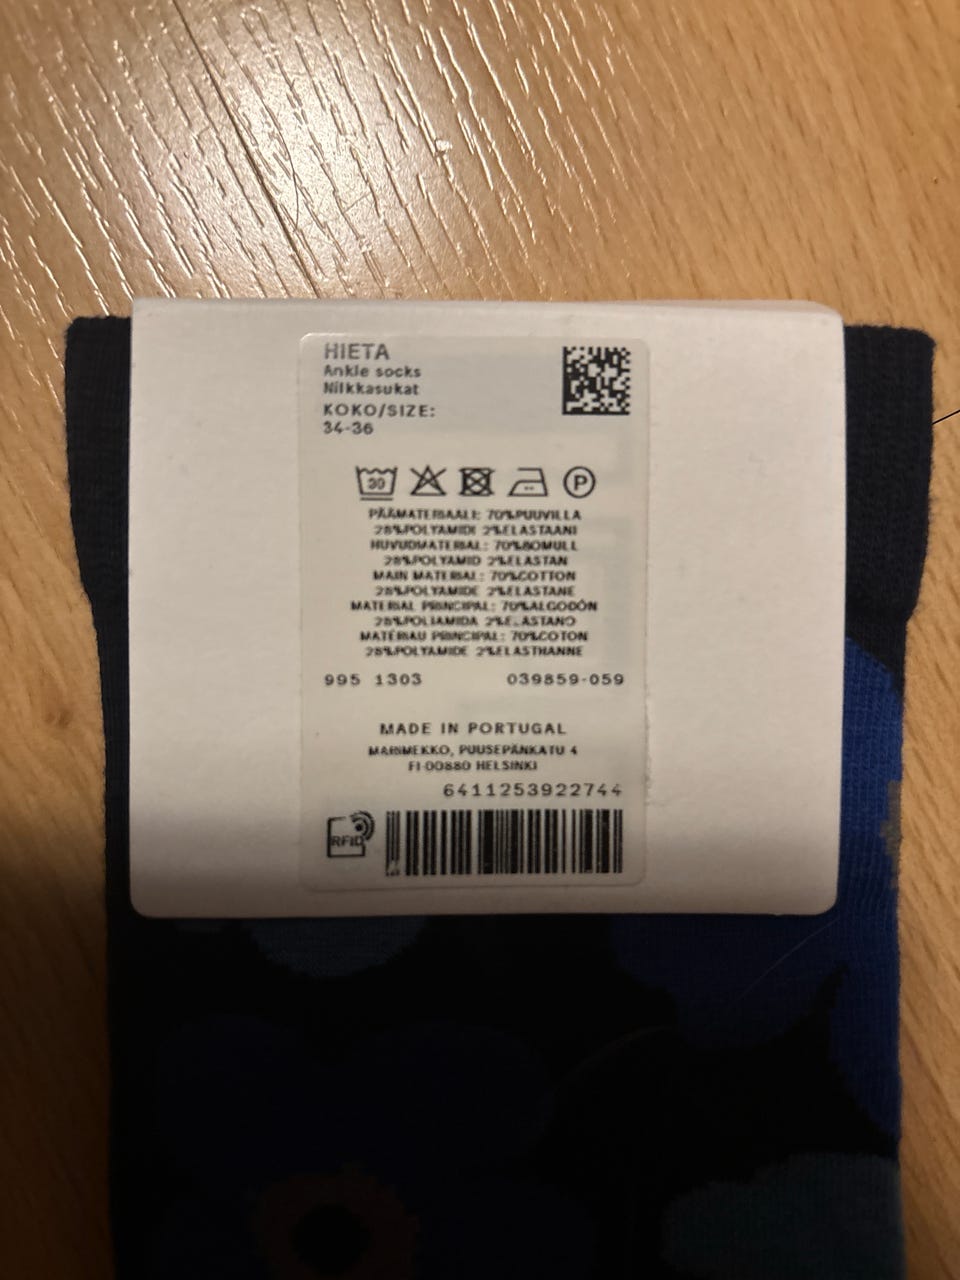 HIETA
Ankle socks
Nilkkasukat
KOKO/SIZE:
34-36
30
P
PÄÄMATERIAALI: 70%PUUVILLA
28%POLYAMIDI 2%ELASTAANI
HUVUDMATERIAL: 70%BOMULL
28%POLYAMID 2%ELASTAN
MAIN MATERIAL: 70%COTTON
28%POLYAMIDE 2%ELASTANE
MATERIAL PRINCIPAL: 70%ALGODÓN
28%POLIAMIDA 2%ELASTANO
MATÉRIAU PRINCIPAL: 70%COTON
28%POLYAMIDE 2%ELASTHANNE
995 1303 039859-059
MADE IN PORTUGAL
MARIMEKKO, PUUSEPÄNKATU 4
FI-00880 HELSINKI
6411253922744
RFID